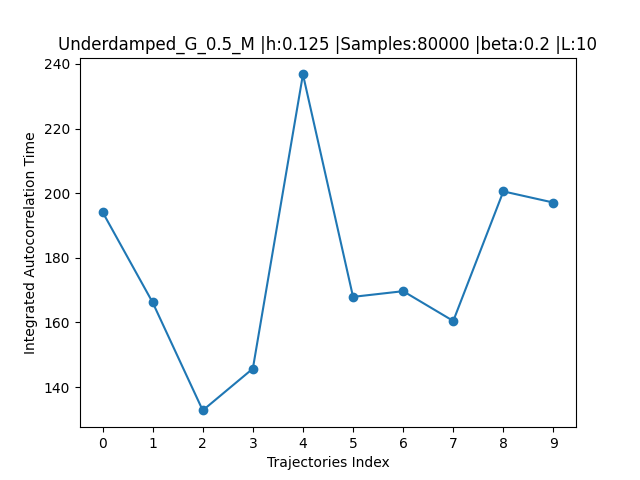 Underdamped_G_0.5_M |h:0.125 |Samples:80000 |beta:0.2 |L:10
Integrated Autocorrelation Time
240
220
200
180
160
140
0 1 2 3 4 5 6 7 8 9
Trajectories Index